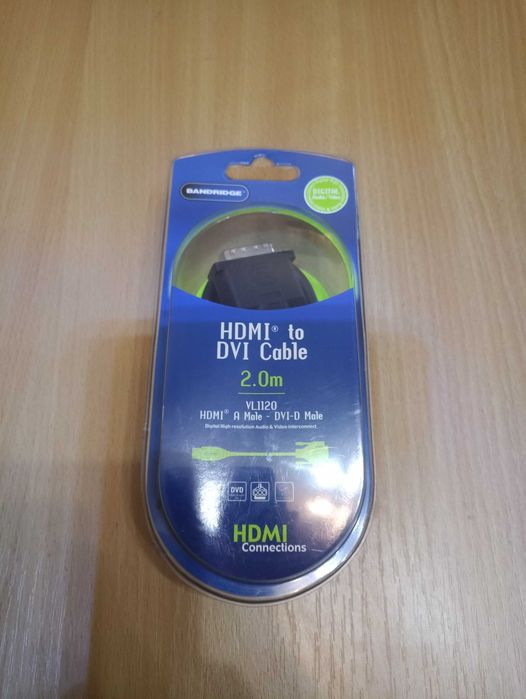 BANDRIDGE
DIGITAL
Audio / Video
HDMI® to
DVI Cable
2.0m
VL1120
HDMI® A Male - DVI-D Male
Digital High resolution Audio & Video interconnect.
DVD
HDMI
Connections